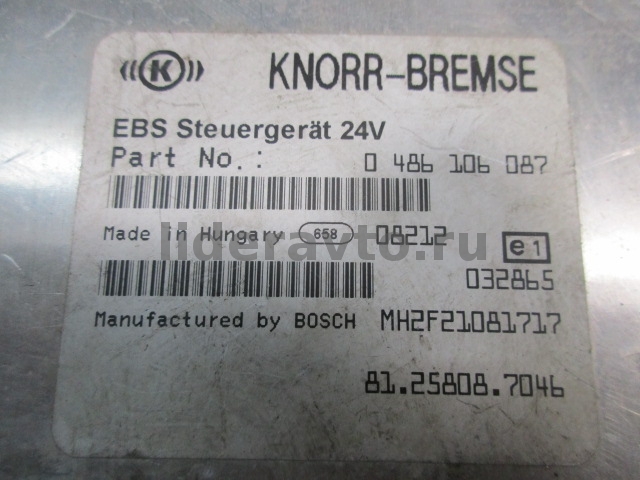 K KNORR-BREMSE
EBS Steuergerät 24V
Part No.: 0 486 106 087
Made in Hungary 658 08212 e1
lideravto.ru
032865
Manufactured by BOSCH MH2F21081717
81.25808.7046